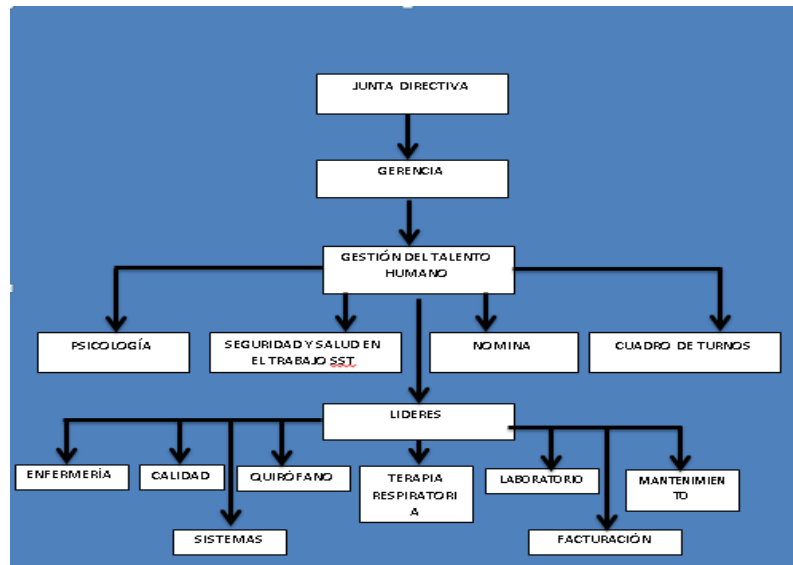 JUNTA DIRECTIVA
GERENCIA
GESTIÓN DEL TALENTO
HUMANO
PSICOLOGÍA
SEGURIDAD Y SALUD EN
EL TRABAJO SST
NOMINA
CUADRO DE TURNOS
LIDERES
ENFERMERÍA
CALIDAD
QUIRÓFANO
TERAPIA
RESPIRATORI
A
LABORATORIO
MANTENIMIEN
TO
SISTEMAS
FACTURACIÓN